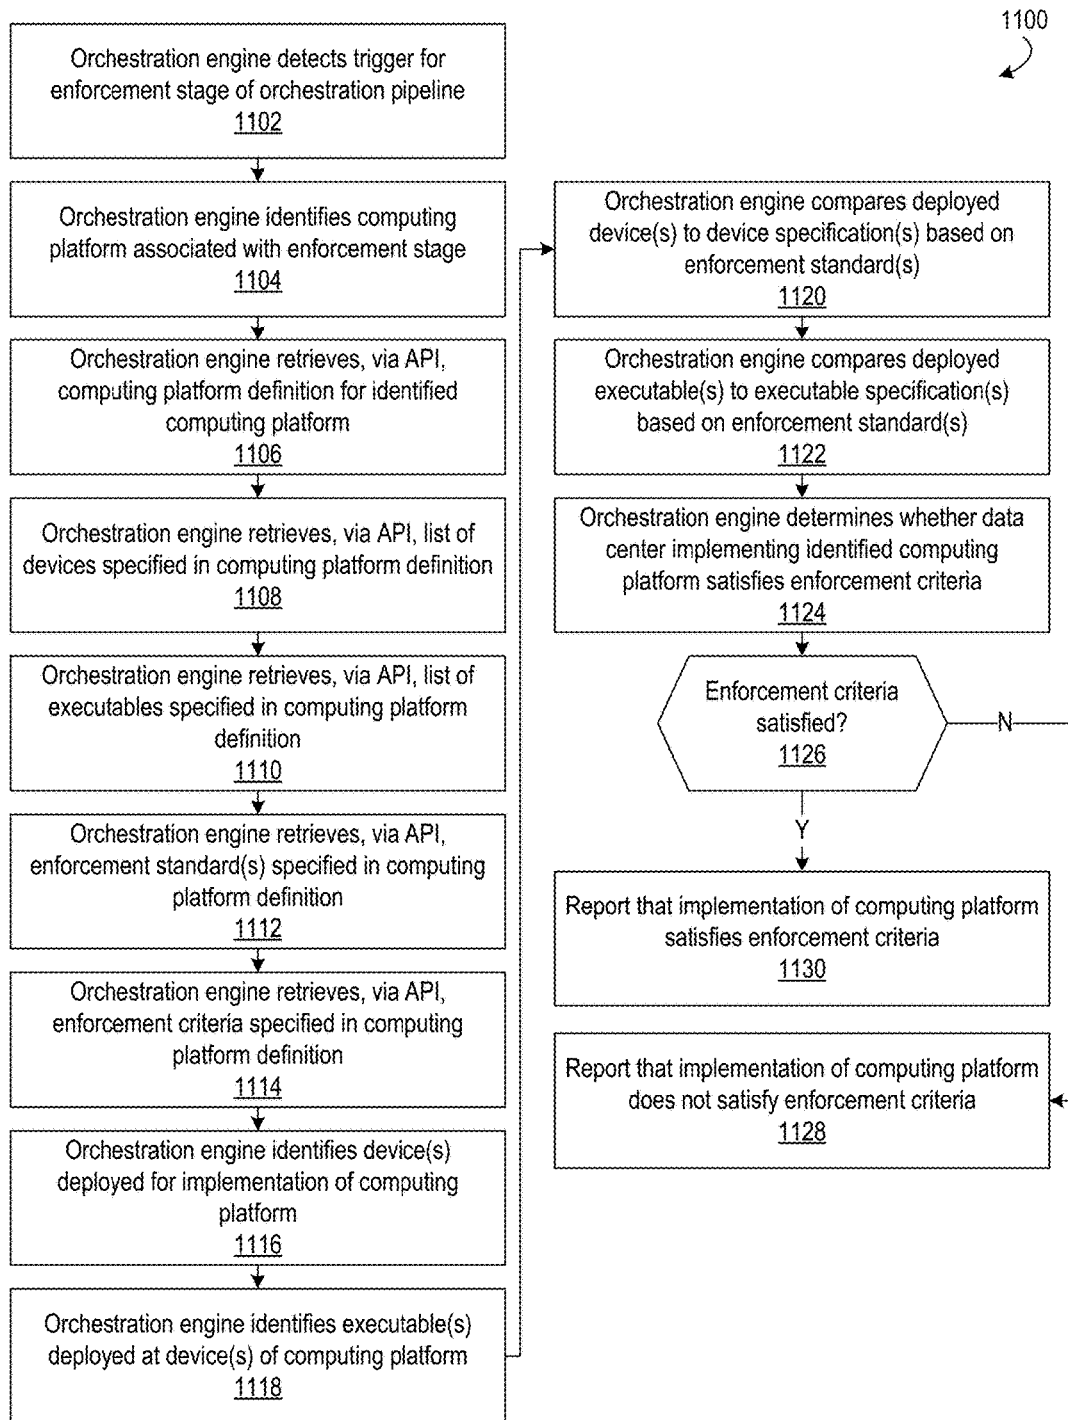 1100
Orchestration engine detects trigger for
enforcement stage of orchestration pipeline
1102
Orchestration engine identifies computing
platform associated with enforcement stage
1104
Orchestration engine retrieves, via API,
computing platform definition for identified
computing platform
1106
Orchestration engine retrieves, via API, list of
devices specified in computing platform definition
1108
Orchestration engine retrieves, via API, list of
executables specified in computing platform
definition
1110
Orchestration engine retrieves, via API,
enforcement standard(s) specified in computing
platform definition
1112
Orchestration engine retrieves, via API,
enforcement criteria specified in computing
platform definition
1114
Orchestration engine identifies device(s)
deployed for implementation of computing
platform
1116
Orchestration engine identifies executable(s)
deployed at device(s) of computing platform
1118
Orchestration engine compares deployed
device(s) to device specification(s) based on
enforcement standard(s)
1120
Orchestration engine compares deployed
executable(s) to executable specification(s)
based on enforcement standard(s)
1122
Orchestration engine determines whether data
center implementing identified computing
platform satisfies enforcement criteria
1124
Enforcement criteria
satisfied?
1126
N
Y
Report that implementation of computing platform
satisfies enforcement criteria
1130
Report that implementation of computing platform
does not satisfy enforcement criteria
1128